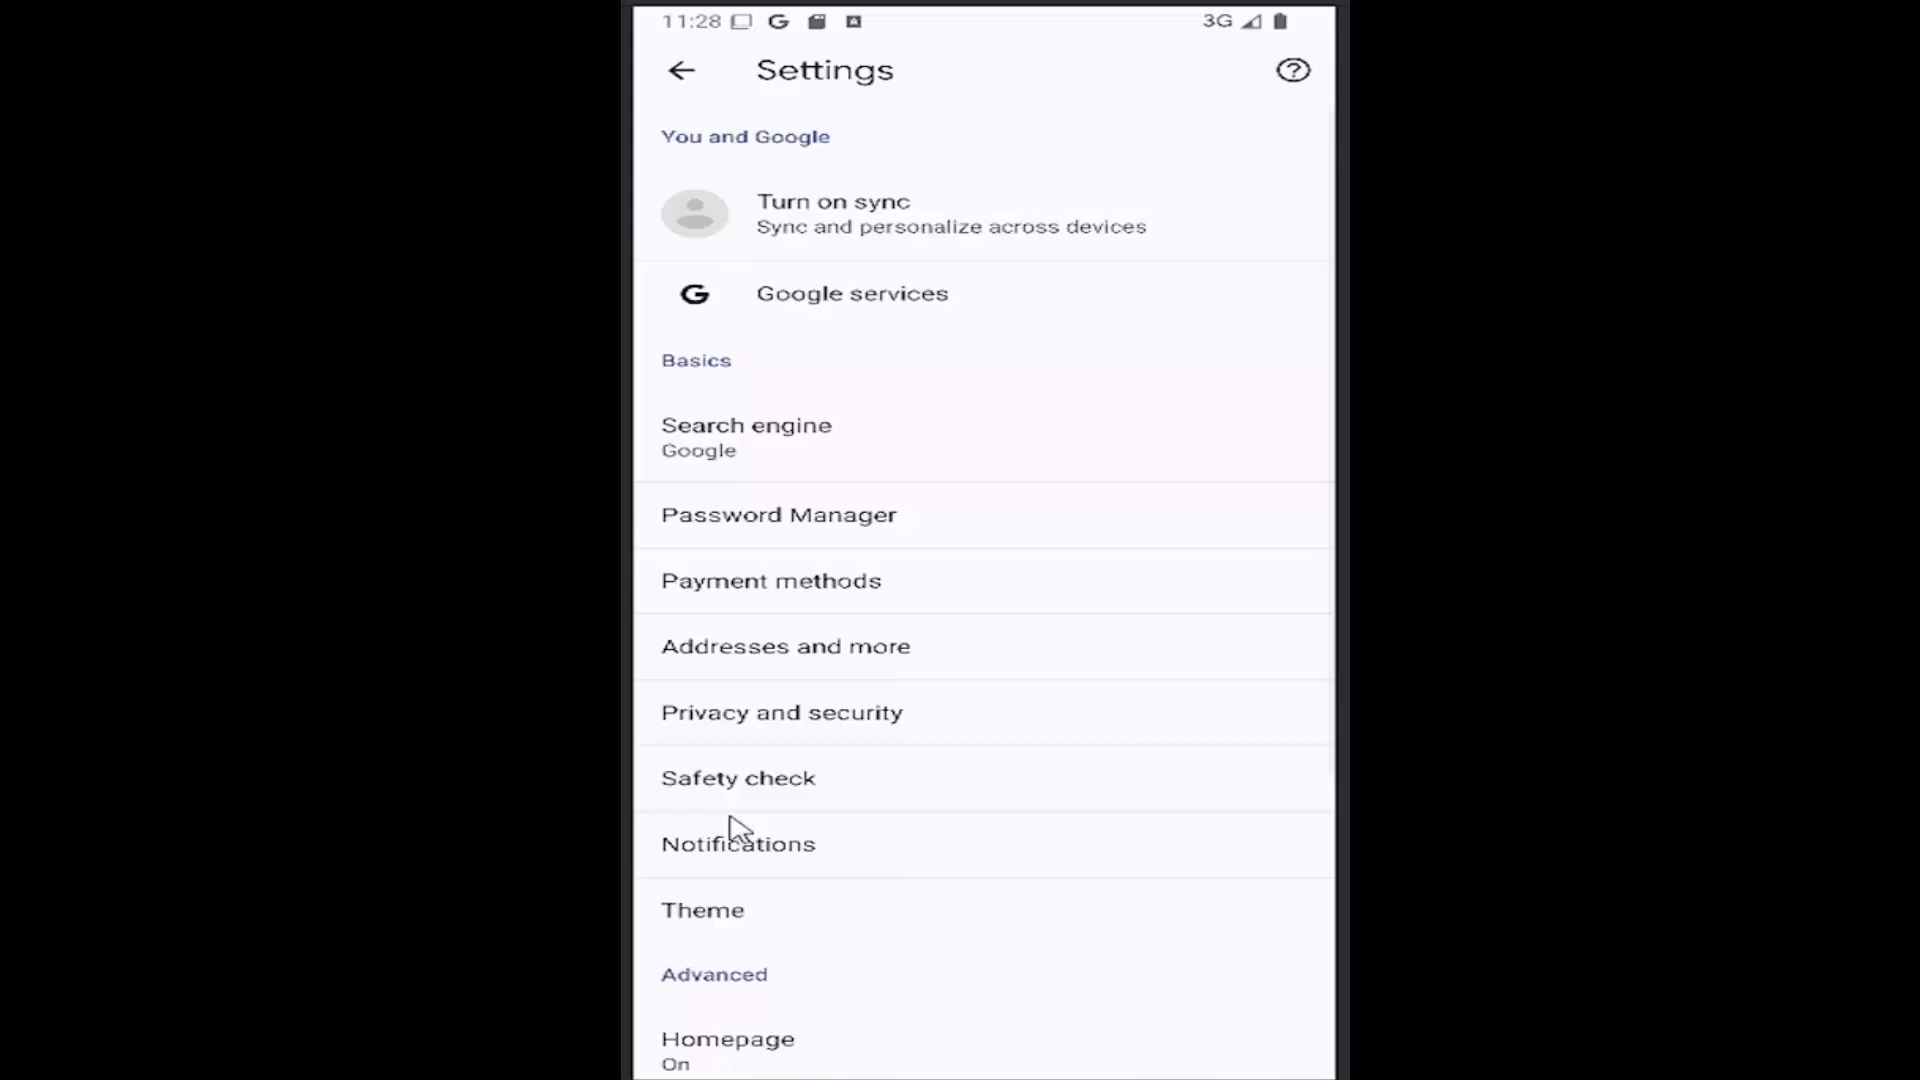 11:28
3G
Settings
You and Google
Turn on sync
Sync and personalize across devices
Google services
Basics
Search engine
Google
Password Manager
Payment methods
Addresses and more
Privacy and security
Safety check
Notifications
Theme
Advanced
Homepage
On